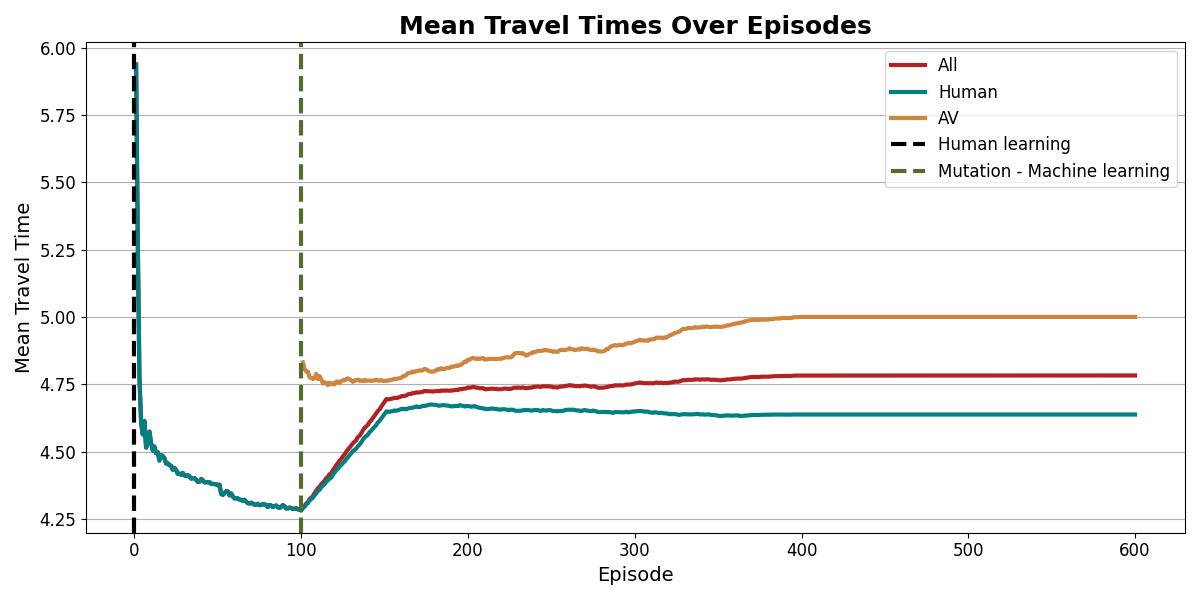 Mean Travel Times Over Episodes
Mean Travel Time
6.00
5.75
5.50
5.25
5.00
4.75
4.50
4.25
All
Human
AV
Human learning
Mutation - Machine learning
0 100 200 300 400 500 600
Episode